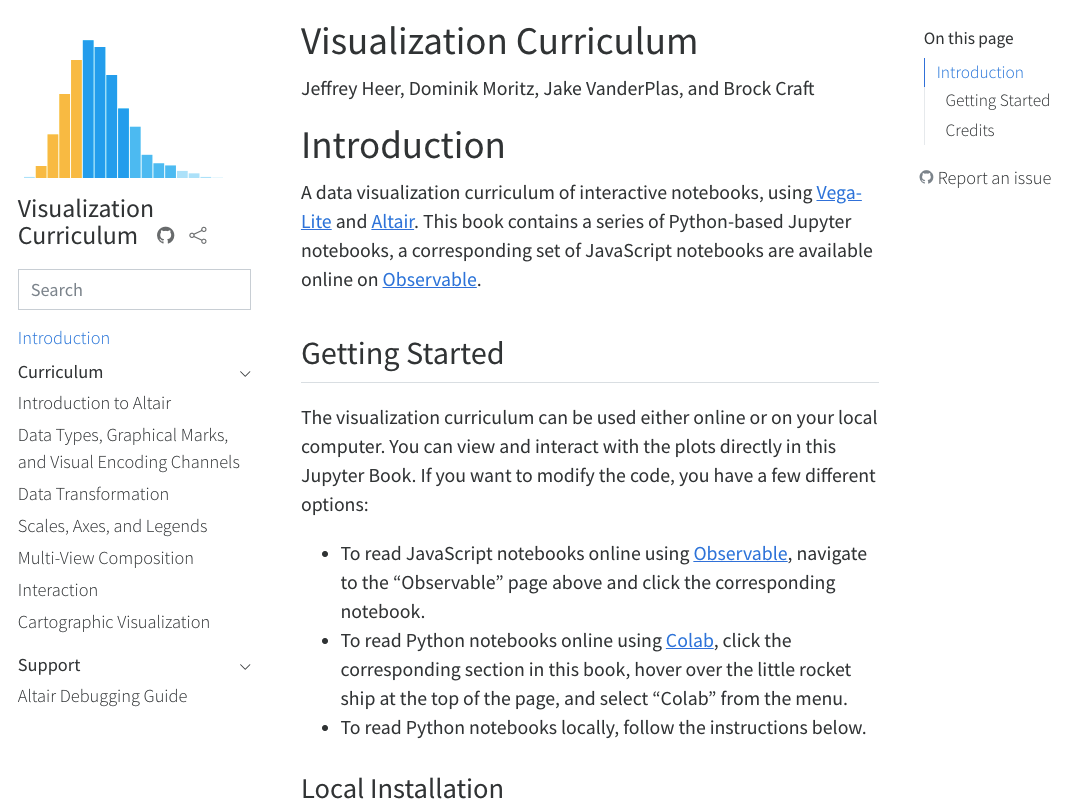 Visualization
Curriculum
Search
Introduction
Curriculum
Introduction to Altair
Data Types, Graphical Marks,
and Visual Encoding Channels
Data Transformation
Scales, Axes, and Legends
Multi-View Composition
Interaction
Cartographic Visualization
Support
Altair Debugging Guide
Visualization Curriculum
Jeffrey Heer, Dominik Moritz, Jake VanderPlas, and Brock Craft
Introduction
A data visualization curriculum of interactive notebooks, using Vega-
Lite and Altair. This book contains a series of Python-based Jupyter
notebooks, a corresponding set of JavaScript notebooks are available
online on Observable.
Getting Started
The visualization curriculum can be used either online or on your local
computer. You can view and interact with the plots directly in this
Jupyter Book. If you want to modify the code, you have a few different
options:
• To read JavaScript notebooks online using Observable, navigate
to the “Observable” page above and click the corresponding
notebook.
• To read Python notebooks online using Colab, click the
corresponding section in this book, hover over the little rocket
ship at the top of the page, and select “Colab” from the menu.
• To read Python notebooks locally, follow the instructions below.
Local Installation
On this page
Introduction
Getting Started
Credits
Report an issue